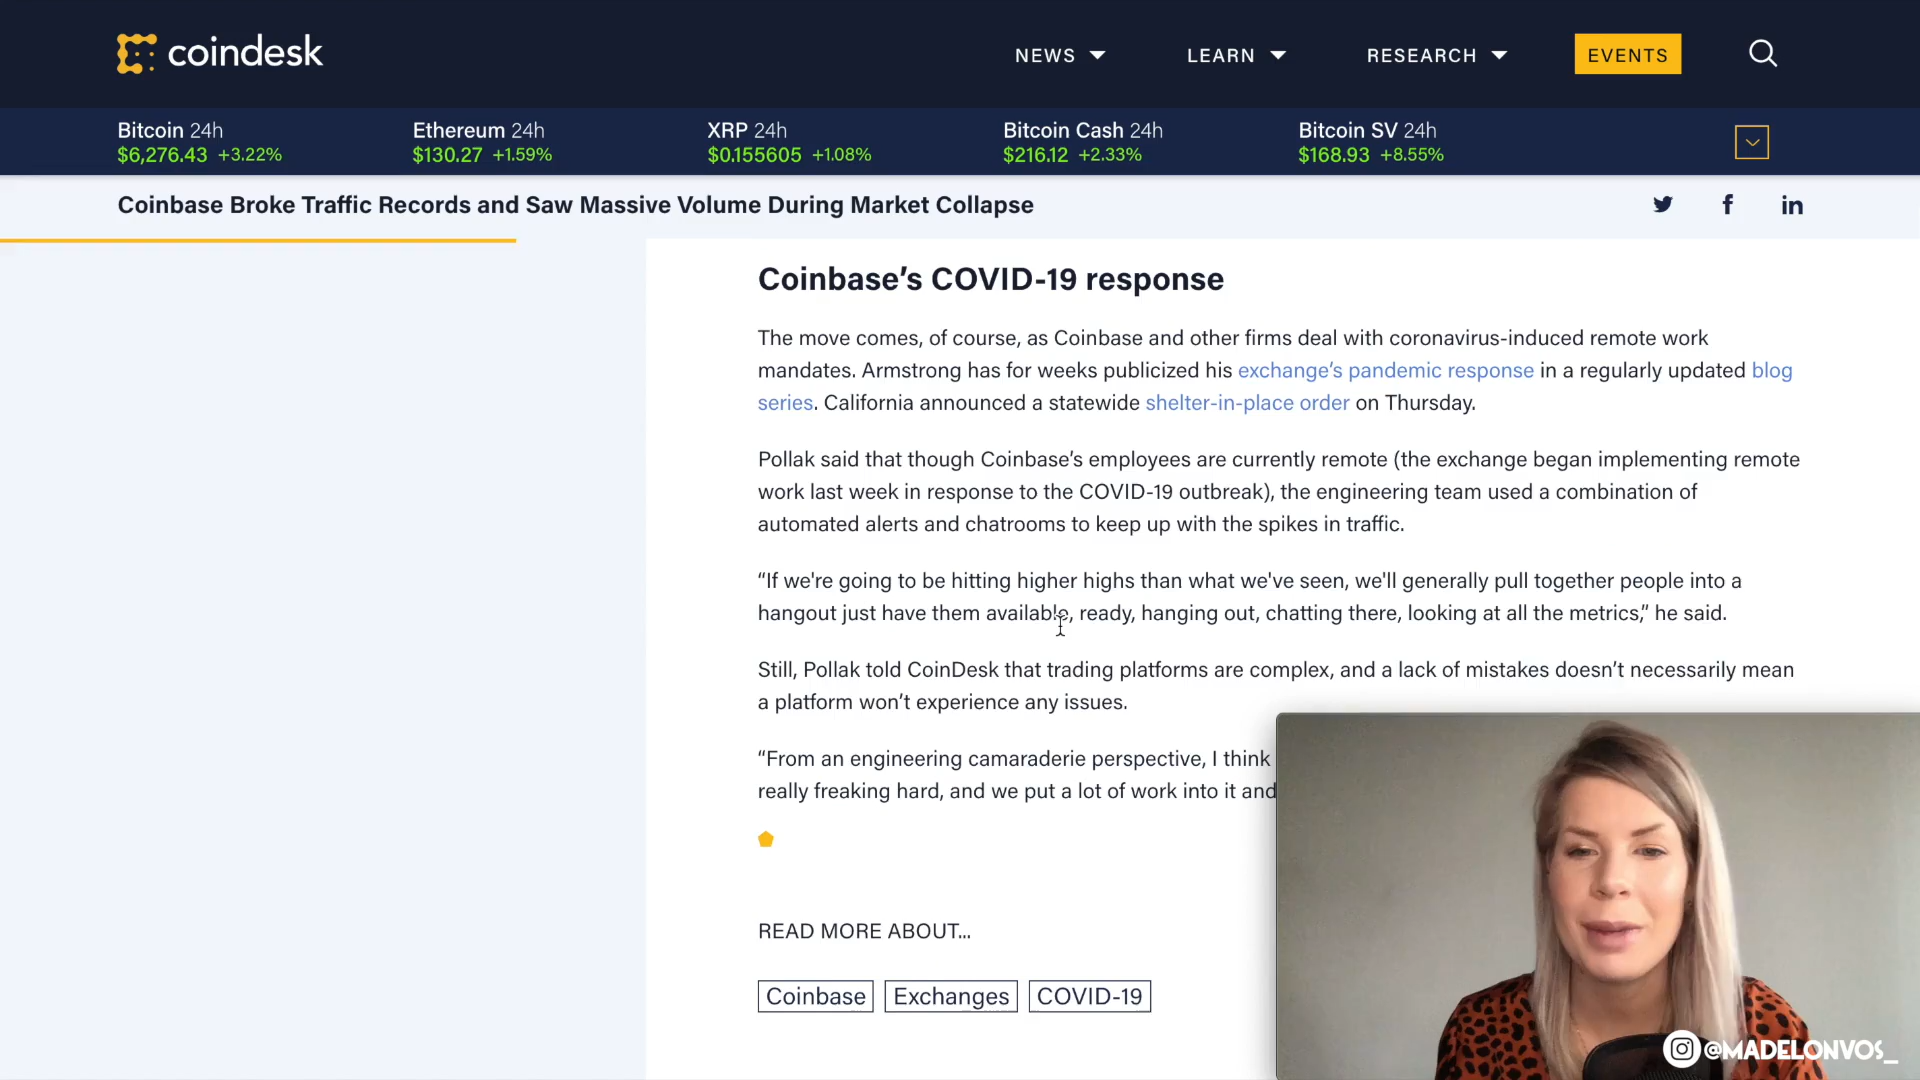 coindesk
NEWS
LEARN
RESEARCH
EVENTS
Bitcoin 24h
$6,276.43 +3.22%
Ethereum 24h
$130.27 +1.59%
XRP 24h
$0.155605 +1.08%
Bitcoin Cash 24h
$216.12 +2.33%
Bitcoin SV 24h
$168.93 +8.55%
Coinbase Broke Traffic Records and Saw Massive Volume During Market Collapse
Coinbase’s COVID-19 response
The move comes, of course, as Coinbase and other firms deal with coronavirus-induced remote work
mandates. Armstrong has for weeks publicized his exchange’s pandemic response in a regularly updated blog
series. California announced a statewide shelter-in-place order on Thursday.
Pollak said that though Coinbase’s employees are currently remote (the exchange began implementing remote
work last week in response to the COVID-19 outbreak), the engineering team used a combination of
automated alerts and chatrooms to keep up with the spikes in traffic.
“If we're going to be hitting higher highs than what we've seen, we'll generally pull together people into a
hangout just have them available, ready, hanging out, chatting there, looking at all the metrics,” he said.
Still, Pollak told CoinDesk that trading platforms are complex, and a lack of mistakes doesn’t necessarily mean
a platform won’t experience any issues.
“From an engineering camaraderie perspective, I think
really freaking hard, and we put a lot of work into it and
READ MORE ABOUT...
Coinbase
Exchanges
COVID-19
@MADELONVOS_